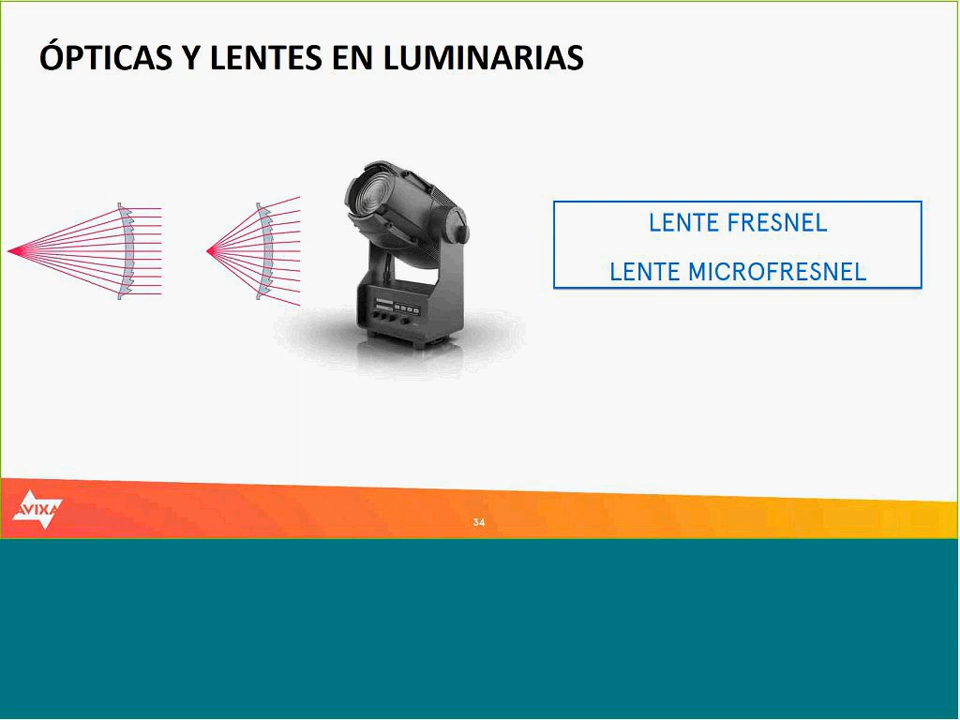 ÓPTICAS Y LENTES EN LUMINARIAS
LENTE FRESNEL
LENTE MICROFRESNEL
AVIXA
34